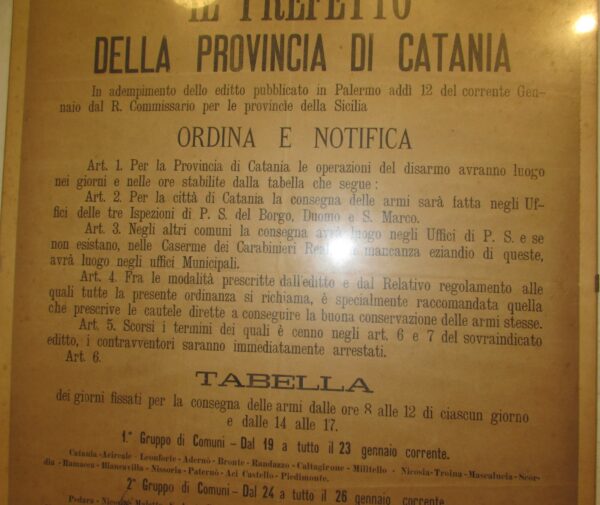 IL PREFETTO
DELLA PROVINCIA DI CATANIA
In adempimento dello editto pubblicato in Palermo addì 12 del corrente Gen-
naio dal R. Commissario per le provincie della Sicilia
ORDINA E NOTIFICA
Art. 1. Per la Provincia di Catania le operazioni del disarmo avranno luogo
nei giorni e nelle ore stabilite dalla tabella che segue:
Art. 2. Per la città di Catania la consegna delle armi sarà fatta negli Uf-
fici delle tre Ispezioni di P. S. del Borgo, Duomo e S. Marco.
Art. 3. Negli altri comuni la consegna avrà luogo negli Uffici di P. S. e se
non esistano, nelle Caserme dei Carabinieri in mancanza eziandio di queste,
avrà luogo negli uffici Municipali.
Art. 4. Fra le modalità prescritte dall'editto e dal Relativo regolamento alle
quali tutte la presente ordinanza si richiama, è specialmente raccomandata quella
che prescrive le cautele dirette a conseguire la buona conservazione delle armi stesse.
Art. 5. Scorsi i termini dei quali è cenno negli art. 6 e 7 del sovraindicato
editto, i contravventori saranno immediatamente arrestati.
Art. 6.
TABELLA
dei giorni fissati per la consegna delle armi dalle ore 8 alle 12 di ciascun giorno
e dalle 14 alle 17.
1.° Gruppo di Comuni - Dal 19 a tutto il 23 gennaio corrente.
Catania - Acireale - Leonforte - Adernò - Bronte - Randazzo - Caltagirone - Militello - Nicosia - Troina - Mascalucia - Scor-
dia - Ramacca - Biancavilla - Nissoria - Paternò - Aci Castello - Piedimonte.
2° Gruppo di Comuni - Dal 24 a tutto il 26 gennaio corrente.
Pedara